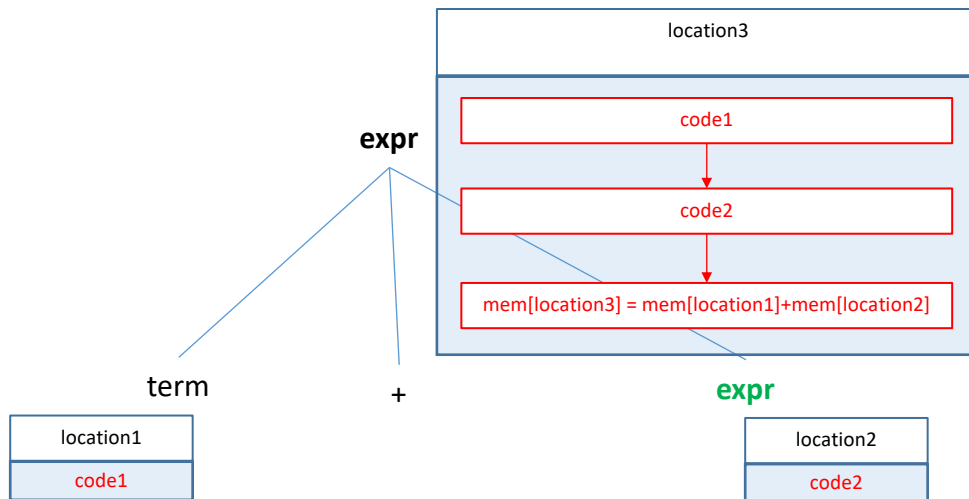 location3
code1
expr
code2
mem[location3] = mem[location1]+mem[location2]
term
+
expr
location1
location2
code1
code2